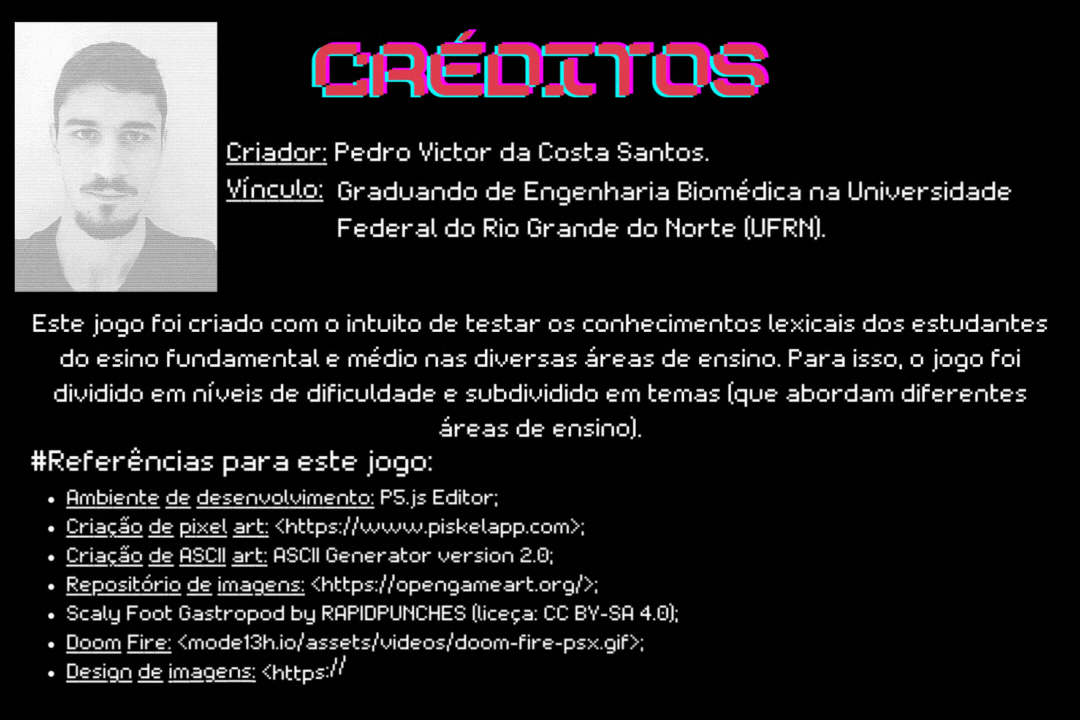 CRÉDITOS
Criador: Pedro Victor da Costa Santos.
Vínculo: Graduando de Engenharia Biomédica na Universidade
Federal do Rio Grande do Norte (UFRN).
Este jogo foi criado com o intuito de testar os conhecimentos lexicais dos estudantes
do esino fundamental e médio nas diversas áreas de ensino. Para isso, o jogo foi
dividido em níveis de dificuldade e subdividido em temas (que abordam diferentes
áreas de ensino).
#Referências para este jogo:
• Ambiente de desenvolvimento: P5.js Editor;
• Criação de pixel art: <https://www.piskelapp.com>;
• Criação de ASCII art: ASCII Generator version 2.0;
• Repositório de imagens: <https://opengameart.org/>;
• Scaly Foot Gastropod by RAPIDPUNCHES (liceça: CC BY-SA 4.0);
• Doom Fire: <mode13h.io/assets/videos/doom-fire-psx.gif>;
• Design de imagens: <https://